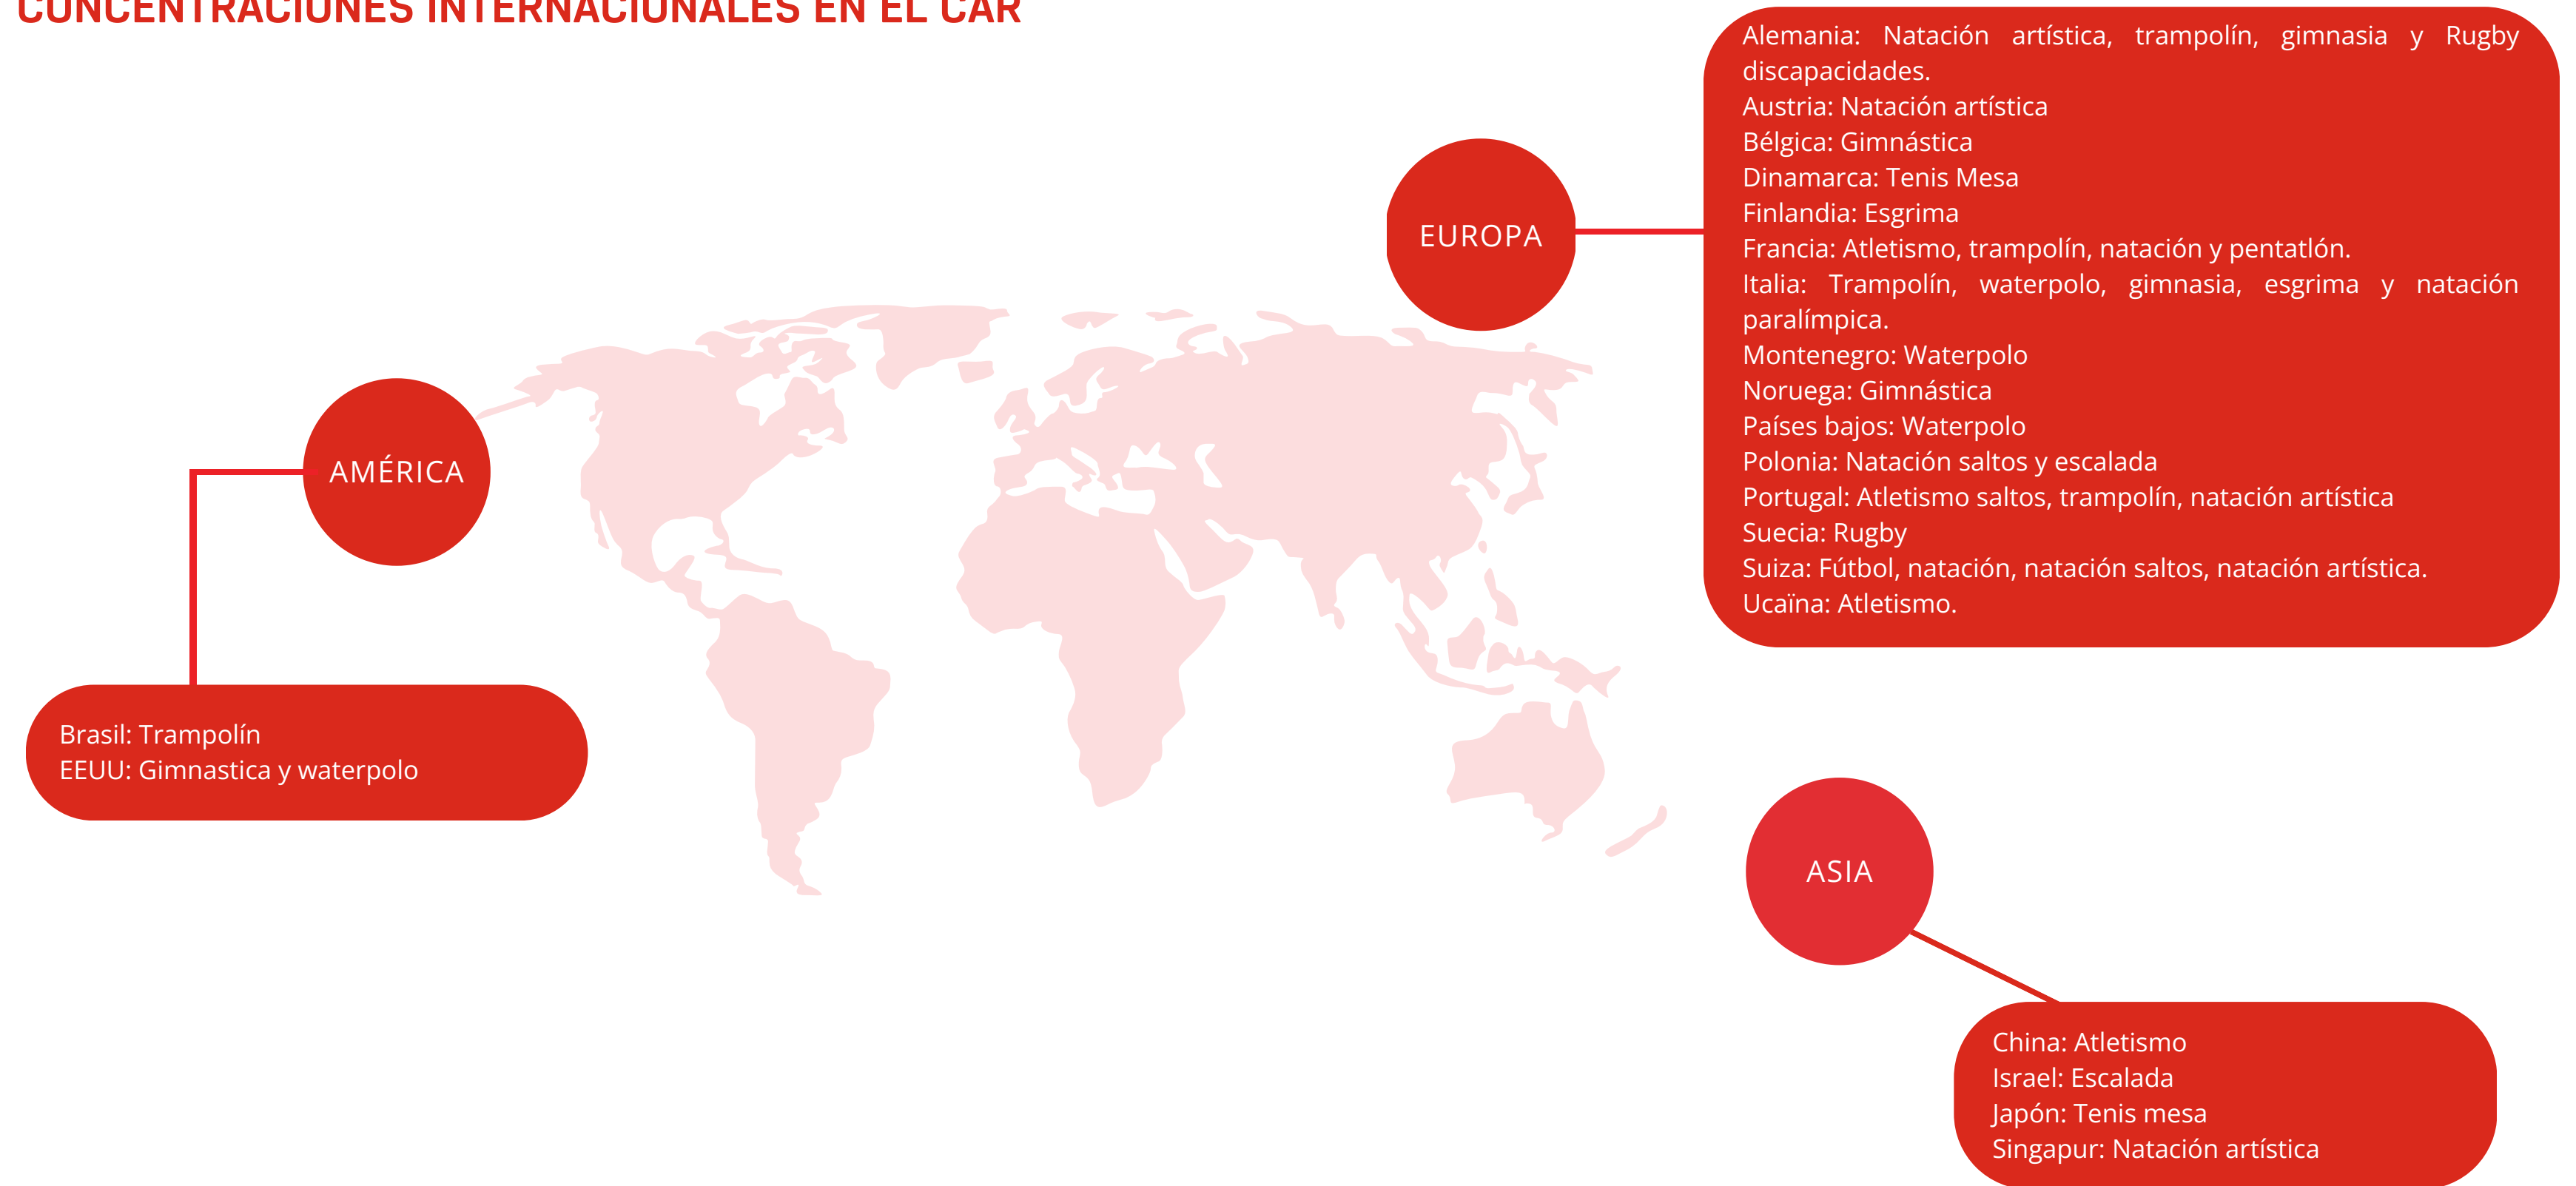 CONCENTRACIONES INTERNACIONALES EN EL CAR
Alemania: Natación artística, trampolín, gimnasia y Rugby
discapacidades.
Austria: Natación artística
Bélgica: Gimnástica
Dinamarca: Tenis Mesa
Finlandia: Esgrima
Francia: Atletismo, trampolín, natación y pentatlón.
Italia: Trampolín, waterpolo, gimnasia, esgrima y natación
paralímpica.
Montenegro: Waterpolo
Noruega: Gimnástica
Países bajos: Waterpolo
Polonia: Natación saltos y escalada
Portugal: Atletismo saltos, trampolín, natación artística
Suecia: Rugby
Suiza: Fútbol, natación, natación saltos, natación artística.
Ucaïna: Atletismo.
EUROPA
AMÉRICA
Brasil: Trampolín
EEUU: Gimnastica y waterpolo
ASIA
China: Atletismo
Israel: Escalada
Japón: Tenis mesa
Singapur: Natación artística